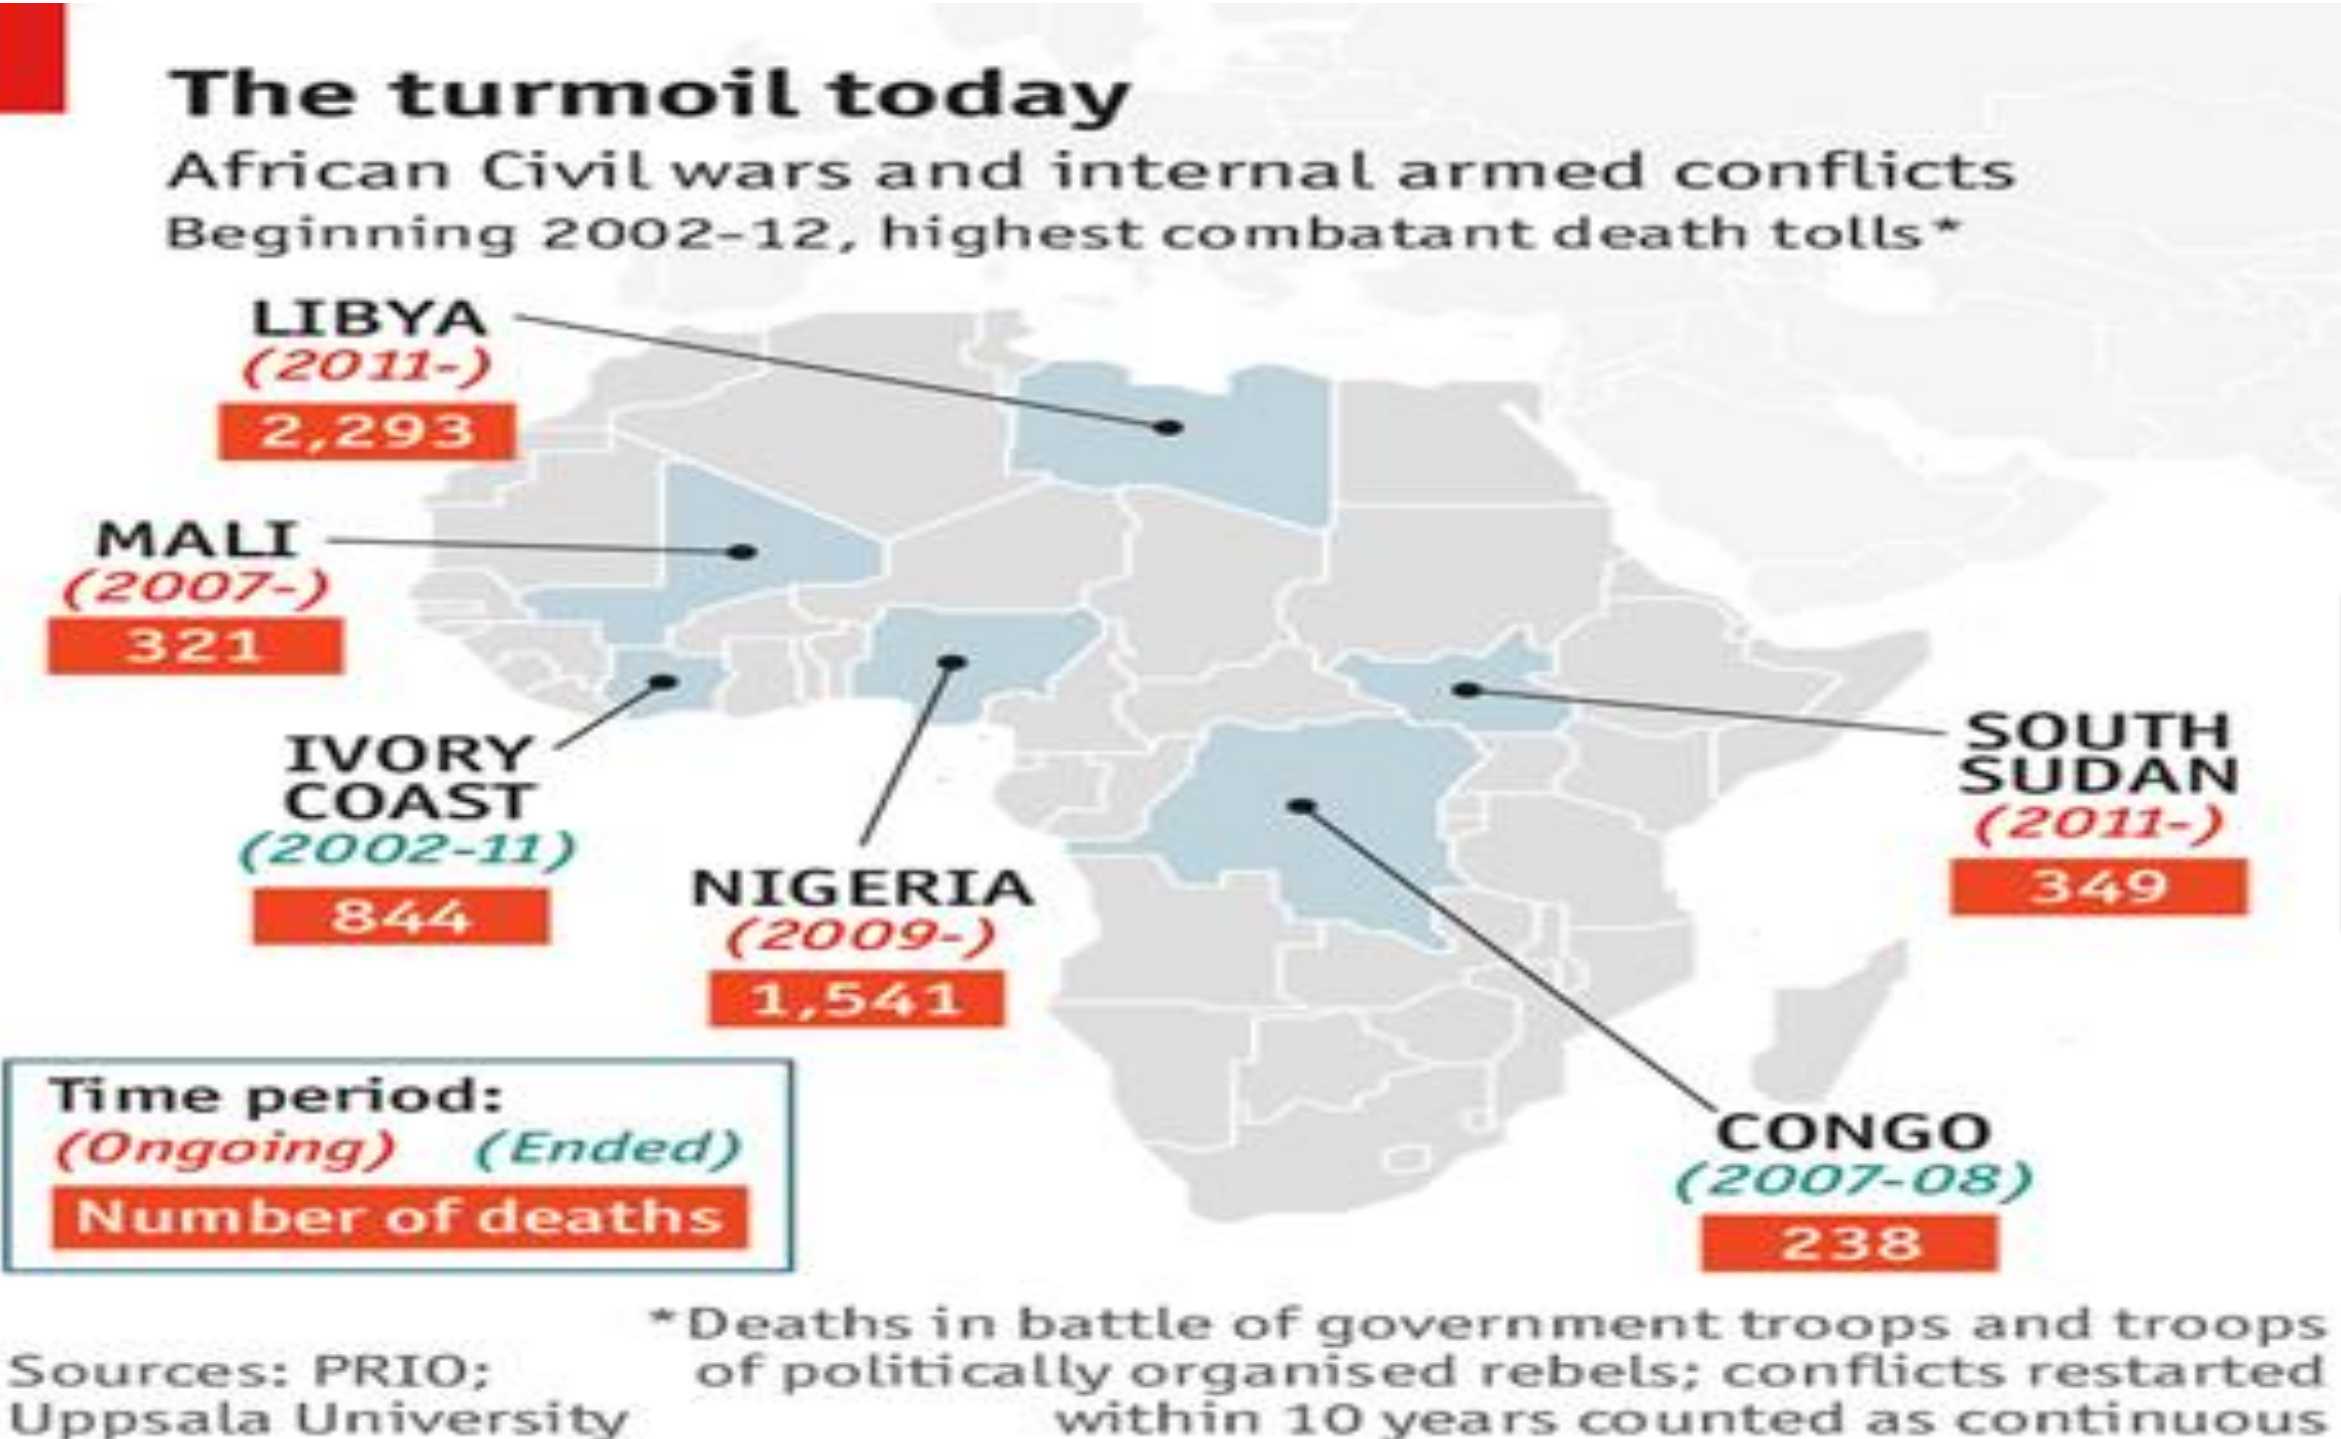 The turmoil today
African Civil wars and internal armed conflicts
Beginning 2002-12, highest combatant death tolls*
LIBYA
(2011-)
2,293
MALI
(2007-)
321
IVORY
COAST
(2002-11)
844
NIGERIA
(2009-)
1,541
SOUTH
SUDAN
(2011-)
349
CONGO
(2007-08)
238
Time period:
(Ongoing) (Ended)
Number of deaths
*Deaths in battle of government troops and troops
of politically organised rebels; conflicts restarted
within 10 years counted as continuous
Sources: PRIO;
Uppsala University